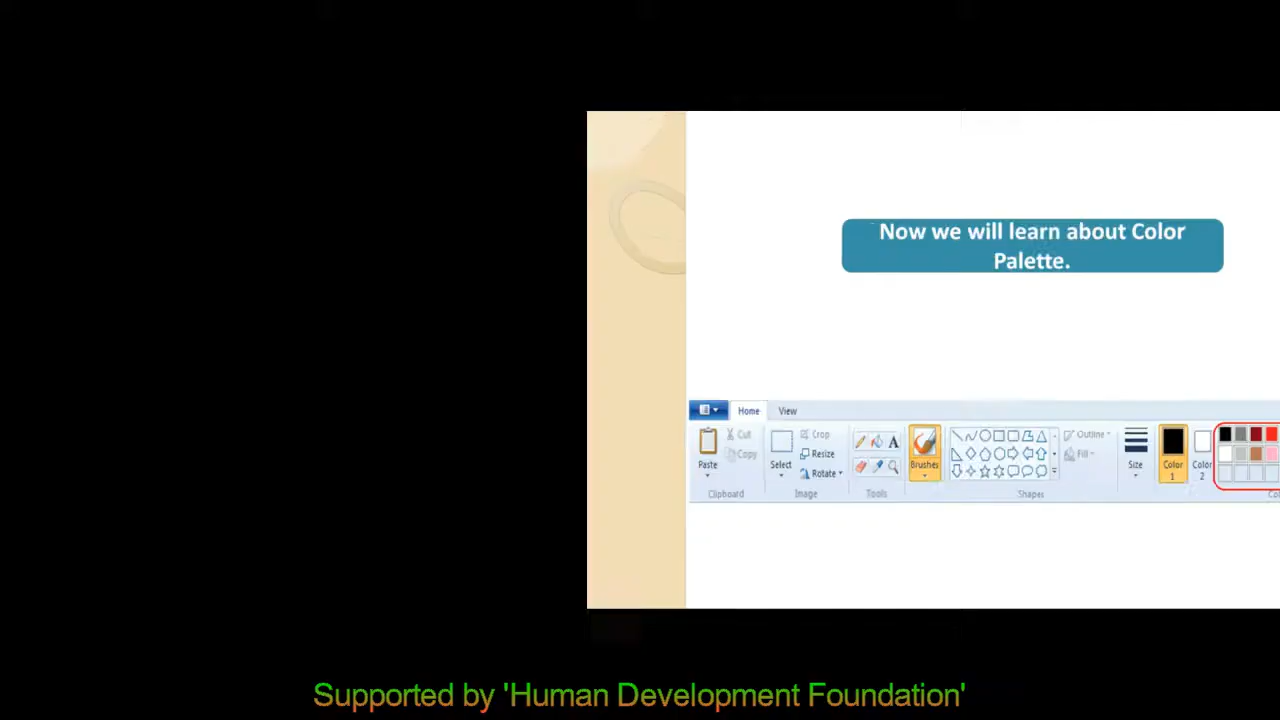 Now we will learn about Color
Palette.
Home View
Cut
Copy
Paste
Clipboard
Crop
Resize
Rotate
Select
Image
A
Tools
Brushes
Outline
Fill
Shapes
Size
Color
1
Color
2
Supported by 'Human Development Foundation'